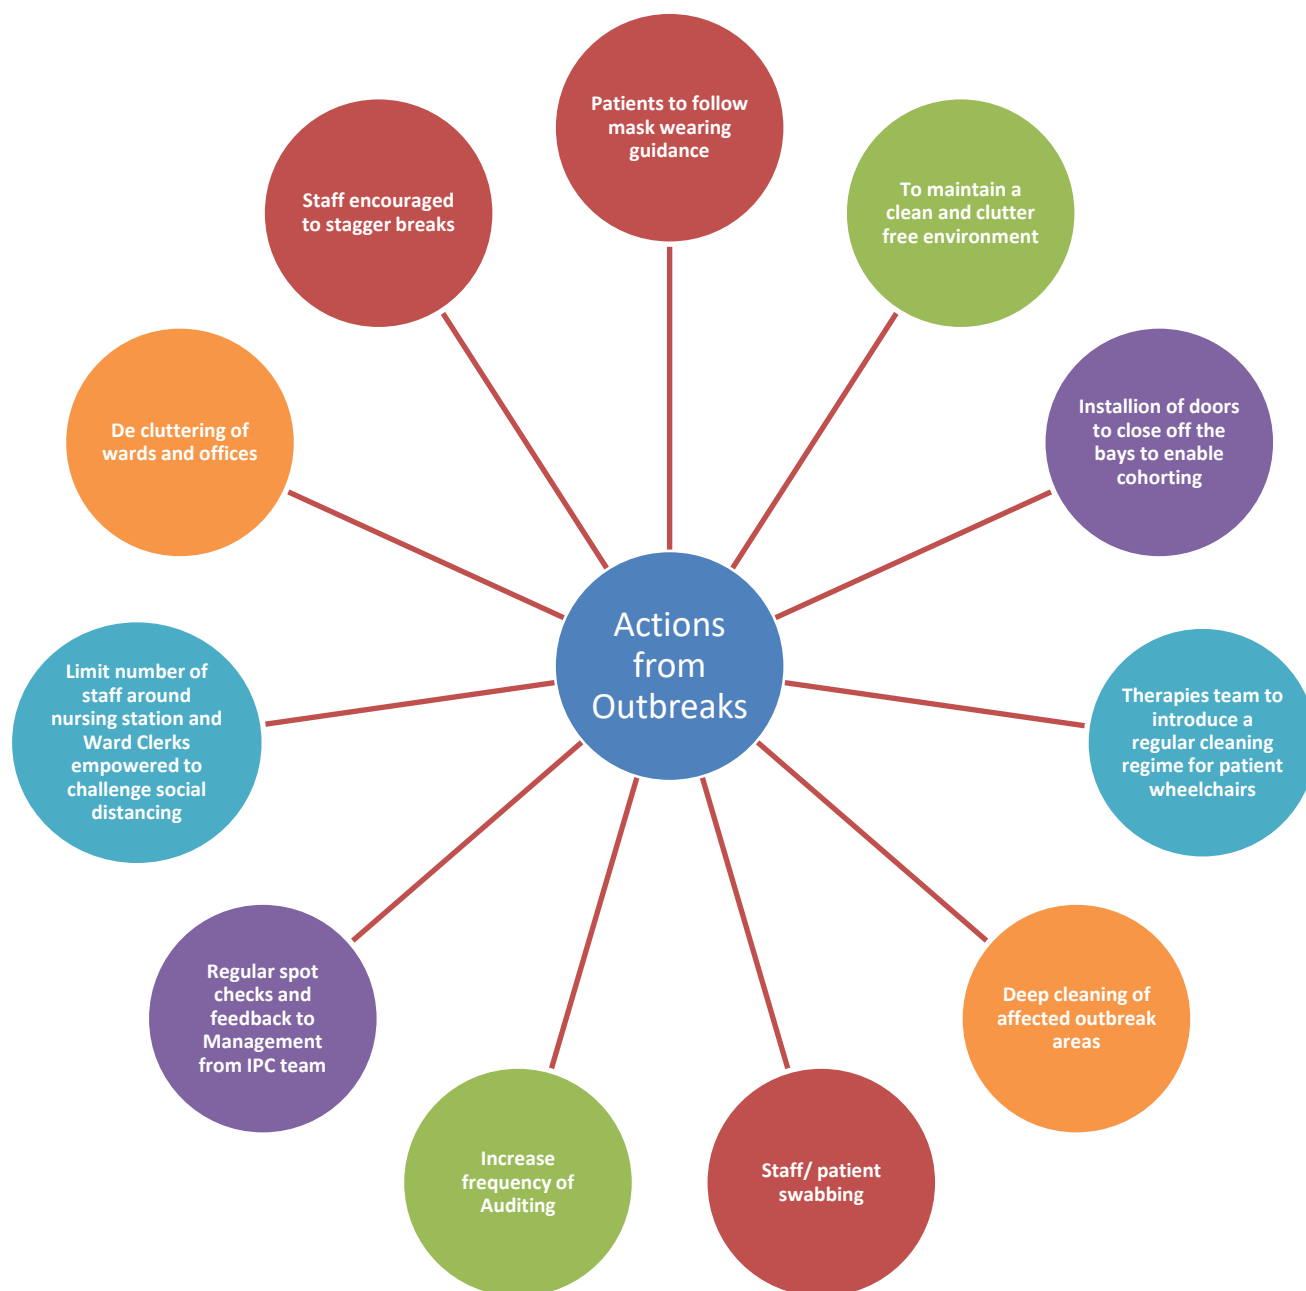 Patients to follow
mask wearing
guidance
To maintain a
clean and clutter
free environment
Installion of doors
to close off the
bays to enable
cohorting
Therapies team to
introduce a
regular cleaning
regime for patient
wheelchairs
Deep cleaning of
affected outbreak
areas
Staff/ patient
swabbing
Increase
frequency of
Auditing
Regular spot
checks and
feedback to
Management
from IPC team
Limit number of
staff around
nursing station and
Ward Clerks
empowered to
challenge social
distancing
De cluttering of
wards and offices
Staff encouraged
to stagger breaks
Actions
from
Outbreaks